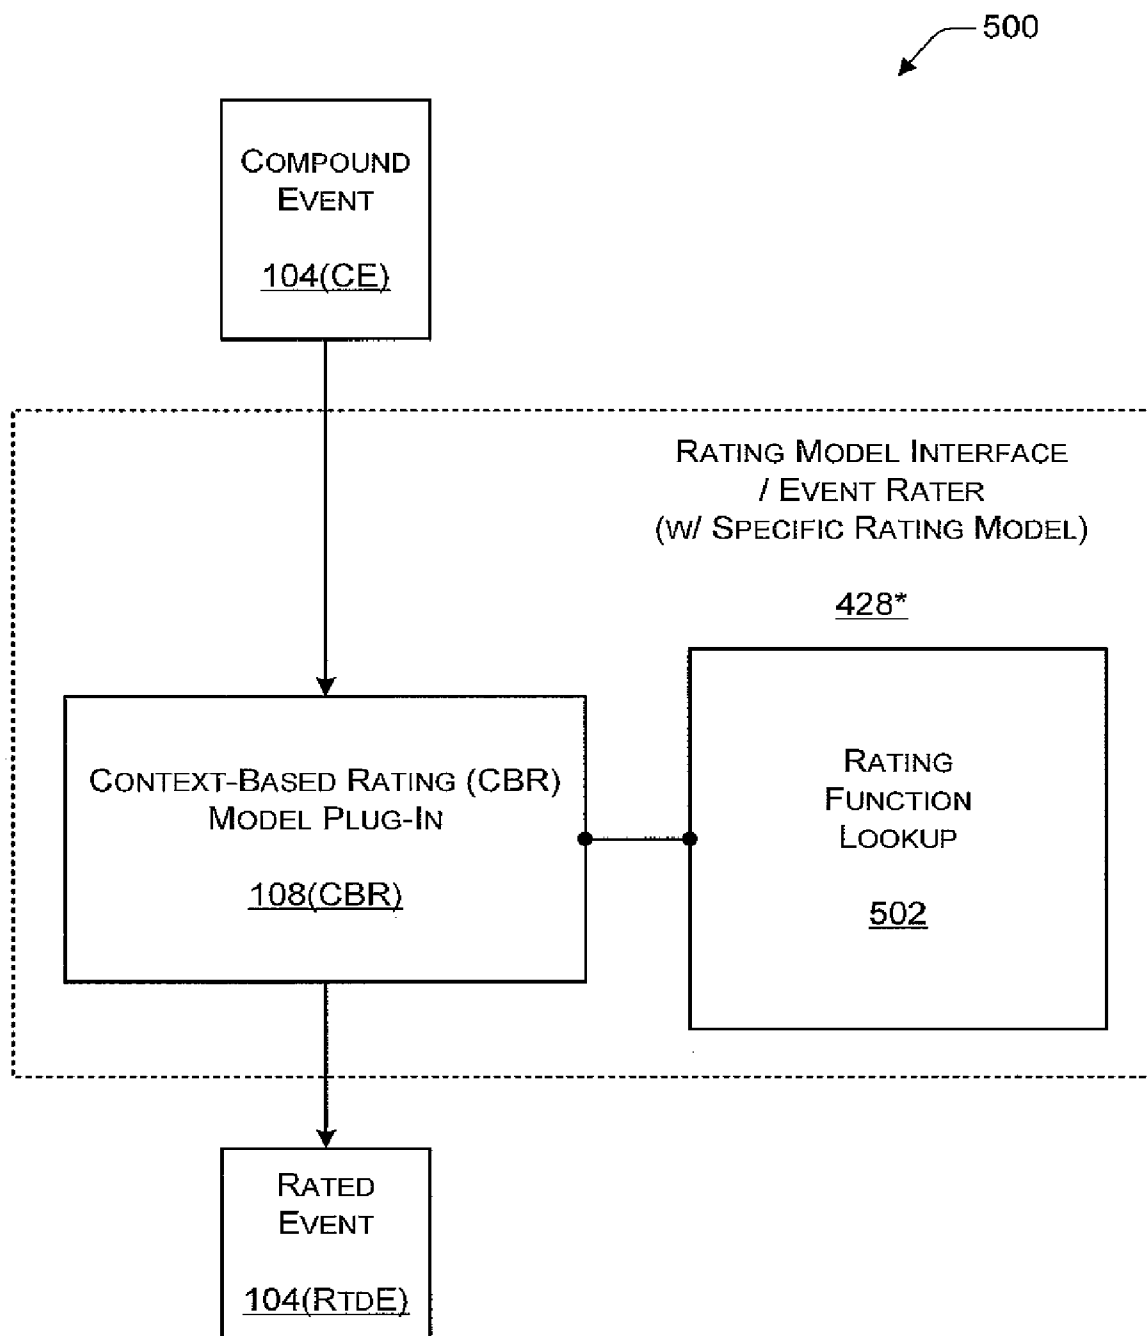 500
COMPOUND
EVENT
104(CE)
RATING MODEL INTERFACE
/ EVENT RATER
(W/ SPECIFIC RATING MODEL)
428*
CONTEXT-BASED RATING (CBR)
MODEL PLUG-IN
108(CBR)
RATING
FUNCTION
LOOKUP
502
RATED
EVENT
104(RTDE)